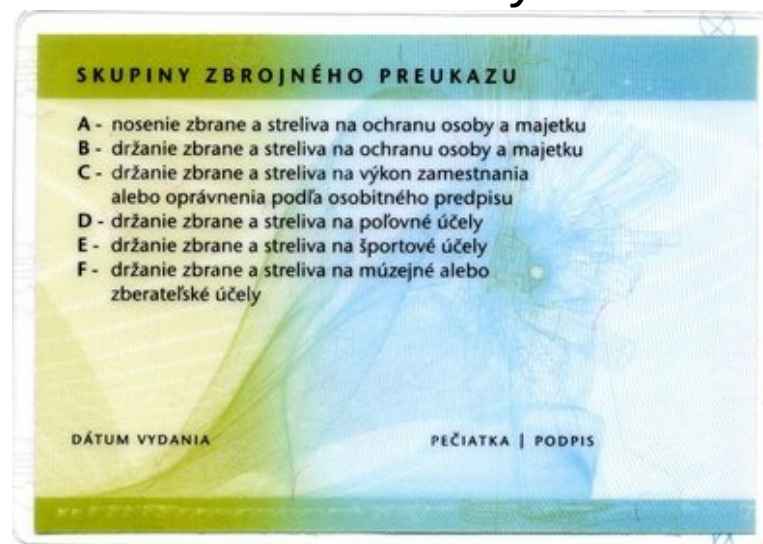 SKUPINY ZBROJNÉHO PREUKAZU
A - nosenie zbrane a streliva na ochranu osoby a majetku
B - držanie zbrane a streliva na ochranu osoby a majetku
C - držanie zbrane a streliva na výkon zamestnania
alebo oprávnenia podľa osobitného predpisu
D - držanie zbrane a streliva na poľovné účely
E - držanie zbrane a streliva na športové účely
F - držanie zbrane a streliva na múzejné alebo
zberateľské účely
DÁTUM VYDANIA
PEČIATKA | PODPIS